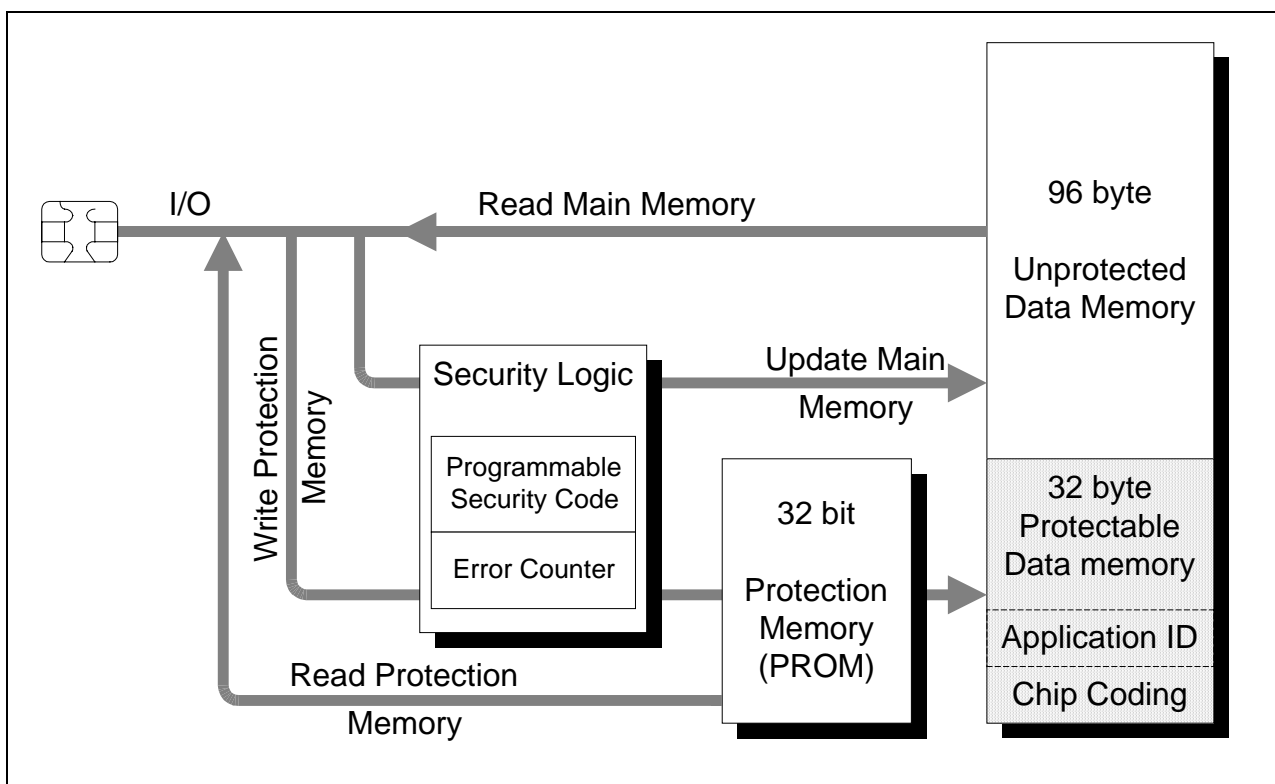 I/O
Read Main Memory
96 byte
Unprotected
Data Memory
Write Protection
Memory
Security Logic
Programmable
Security Code
Error Counter
Update Main
Memory
32 bit
Protection
Memory
(PROM)
32 byte
Protectable
Data memory
Application ID
Chip Coding
Read Protection
Memory